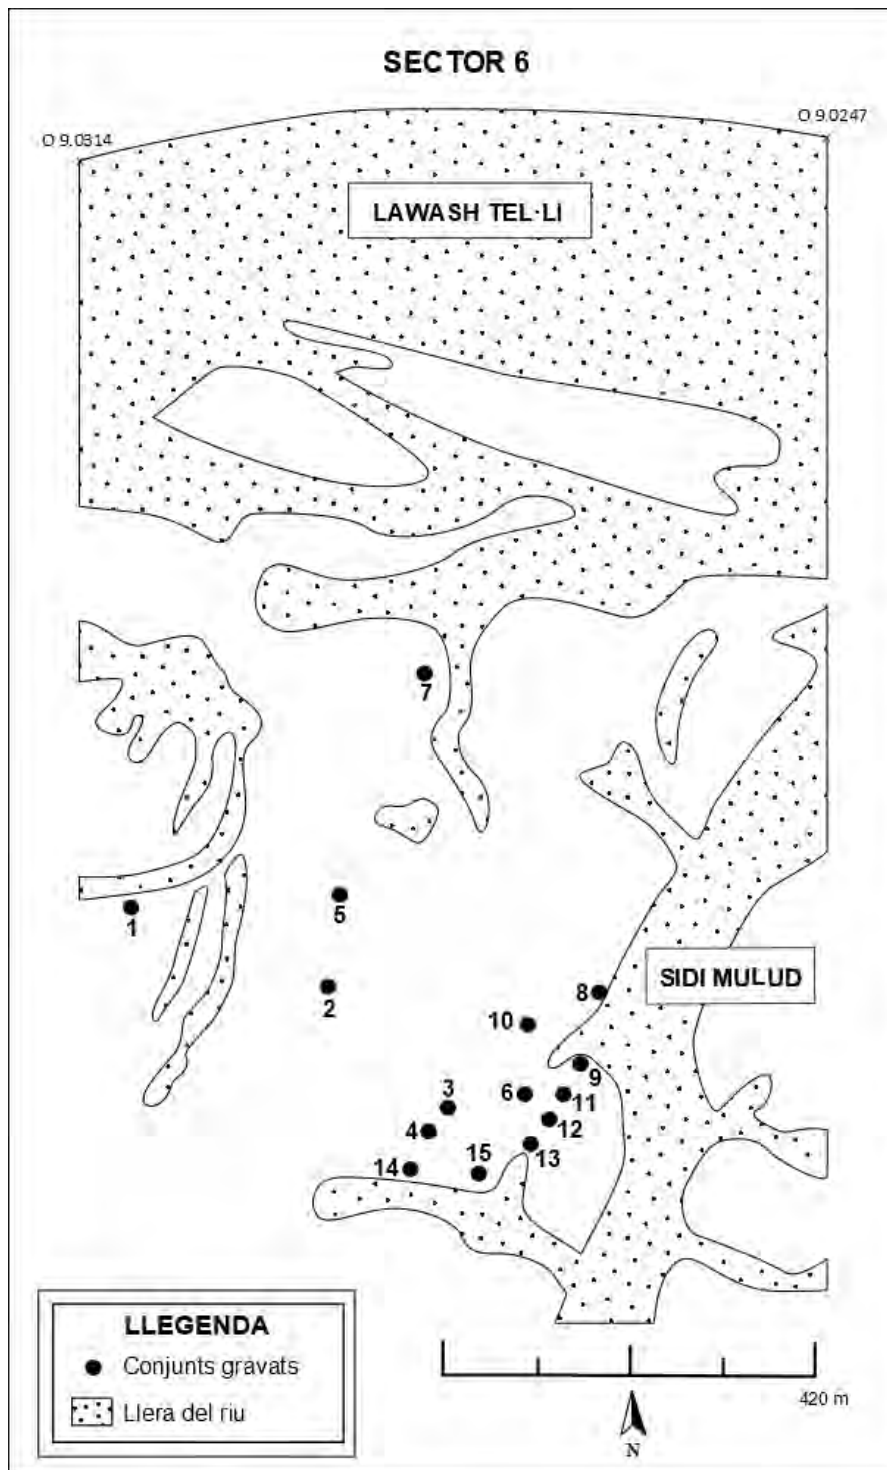 SECTOR 6
O 9.0314
O 9.0247
LAWASH TEL·LI
7
5
1
2
SIDI MULUD
8
10
9
6
11
3
12
4
13
15
14
LLEGENDA
Conjunts gravats
Llera del riu
420 m
N